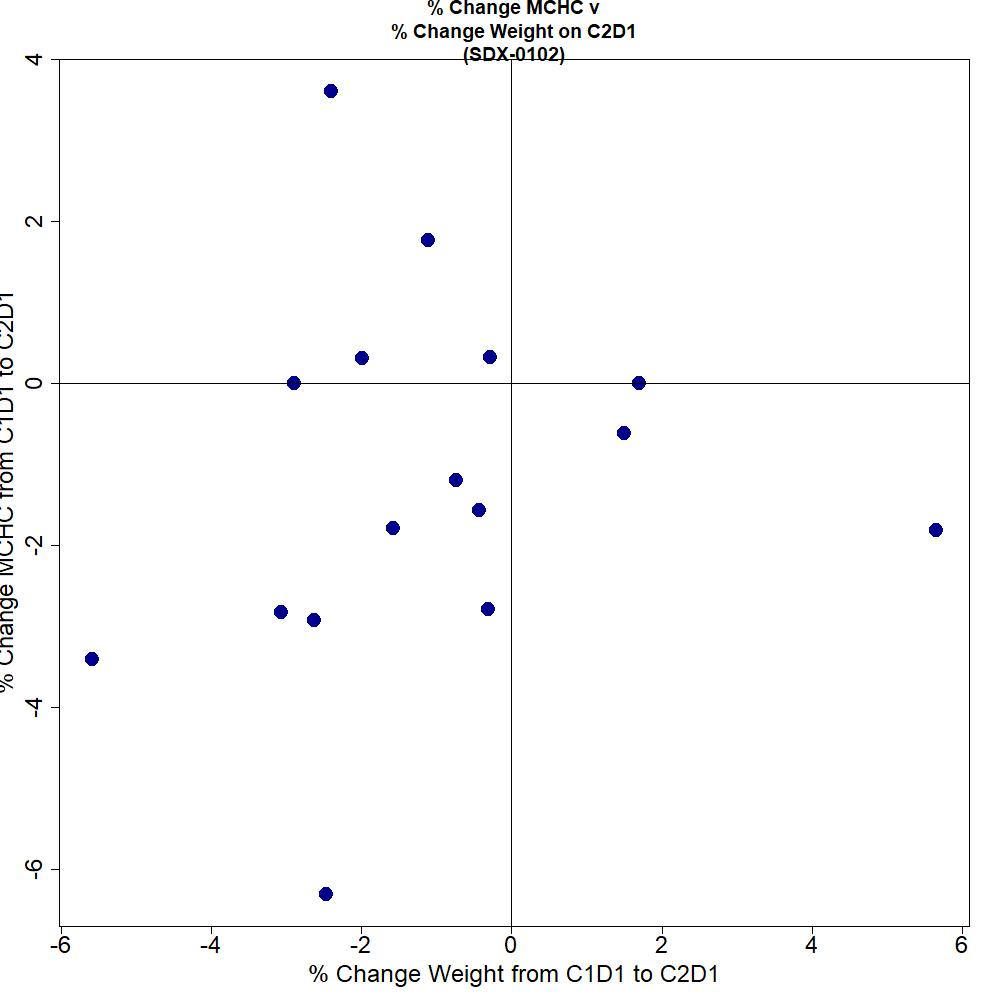 % Change MCHC v
% Change Weight on C2D1
(SDX-0102)
% Change MCHC from C1D1 to C2D1
4
2
0
-2
-4
-6
-6
-4
-2
0
2
4
6
% Change Weight from C1D1 to C2D1